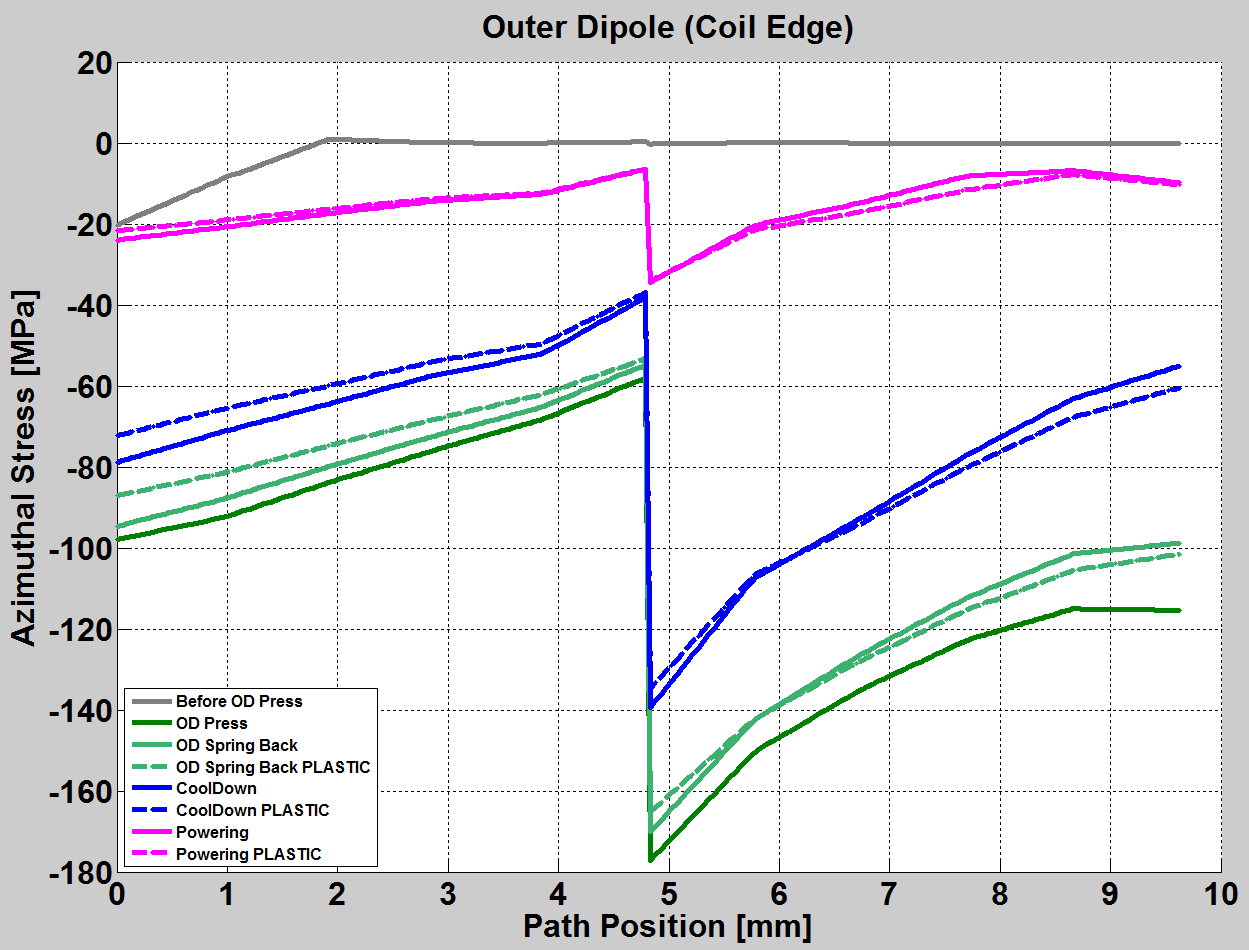 Outer Dipole (Coil Edge)
20
0
-20
-40
-60
-80
-100
-120
-140
-160
-180
Azimuthal Stress [MPa]
Before OD Press
OD Press
OD Spring Back
OD Spring Back PLASTIC
CoolDown
CoolDown PLASTIC
Powering
Powering PLASTIC
0 1 2 3 4 5 6 7 8 9 10
Path Position [mm]